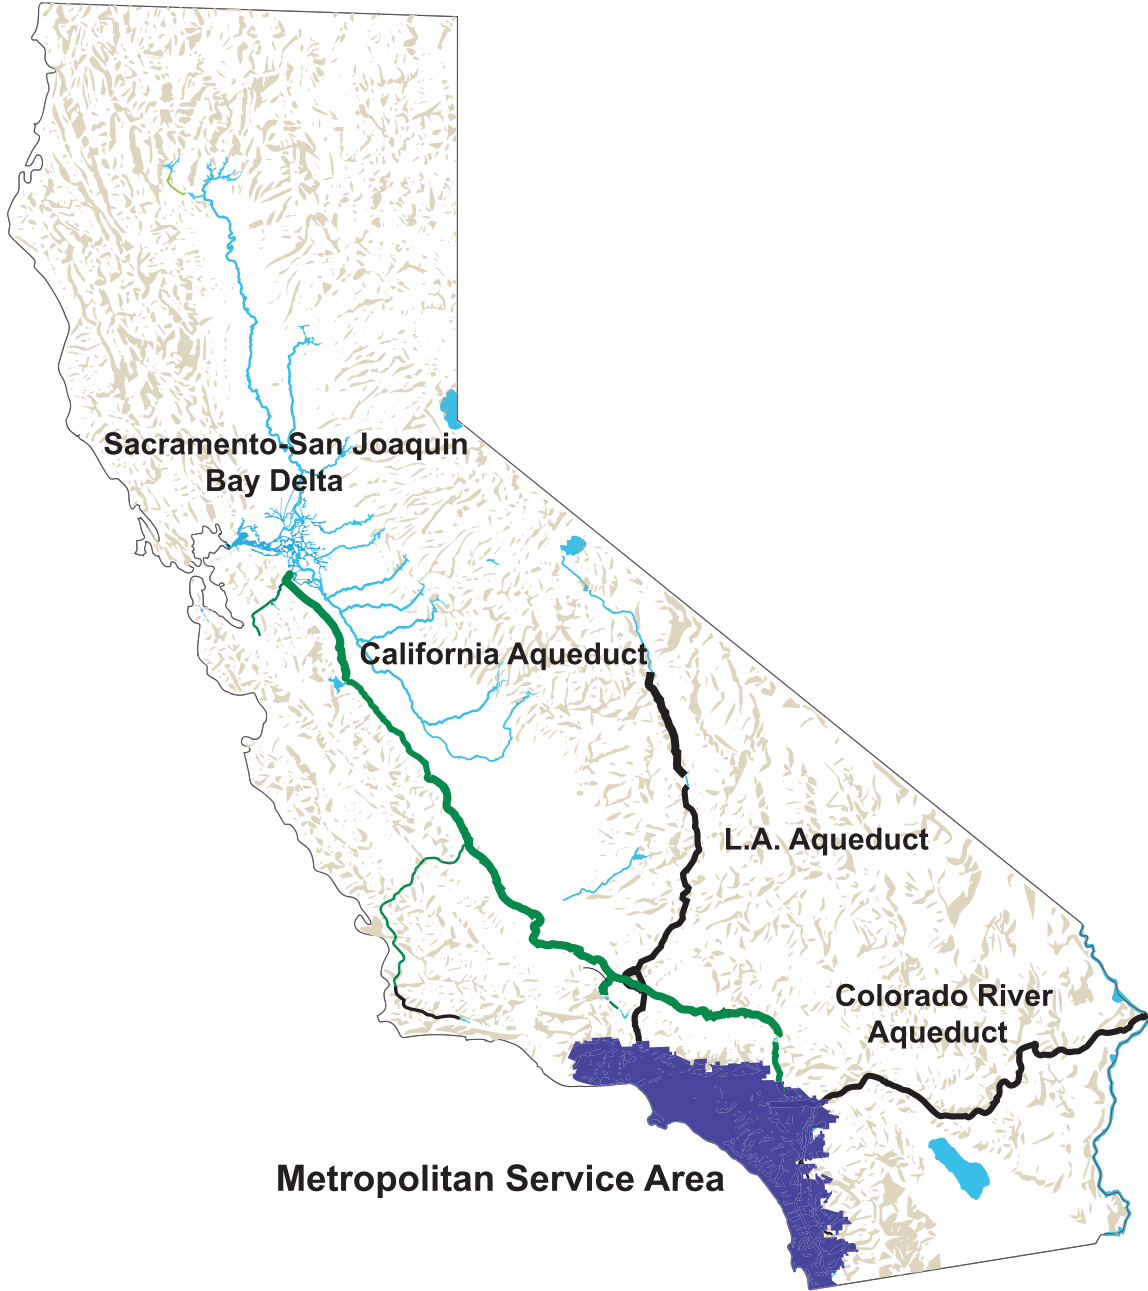 Sacramento-San Joaquin
Bay Delta
California Aqueduct
L.A. Aqueduct
Colorado River
Aqueduct
Metropolitan Service Area